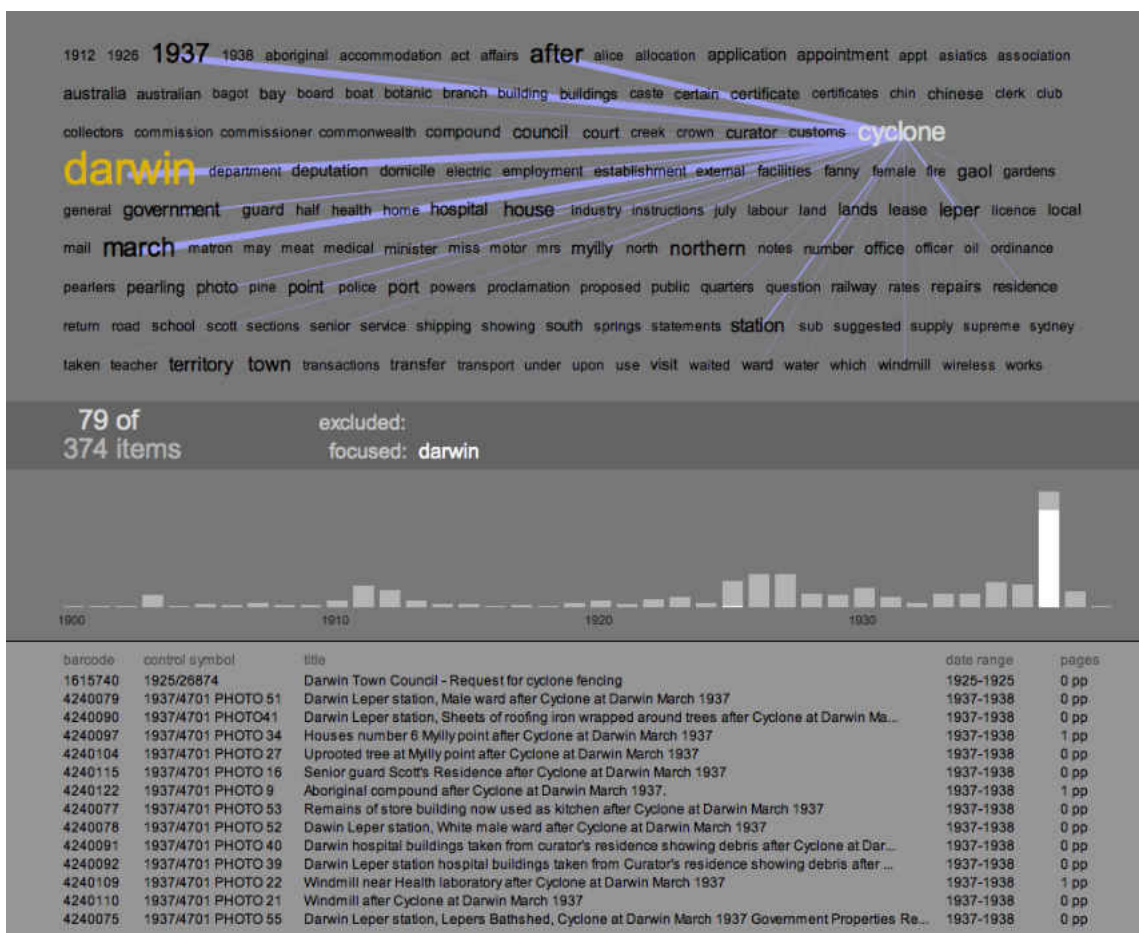 1912 1926 1937 1938 aboriginal accommodation act affairs after alice allocation application appointment appt asiatics association
australia australian bagot bay board boat botanic branch building buildings caste certain certificate certificates chin chinese clerk club
collectors commission commissioner commonwealth compound council court creek crown curator customs cyclone
darwin department deputation domicile electric employment establishment external facilities fanny female fire gaol gardens
general government guard half health home hospital house industry instructions july labour land lands lease leper licence local
mail march matron may meat medical minister miss motor mrs myilly north northern notes number office officer oil ordinance
pearlers pearling photo pine point police port powers proclamation proposed public quarters question railway rates repairs residence
return road school scott sections senior service shipping showing south springs statements station sub suggested supply supreme sydney
taken teacher territory town transactions transfer transport under upon use visit waited ward water which windmill wireless works
79 of excluded:
374 items focused: darwin
1900 1910 1920 1930
barcode control symbol title date range pages
1615740 1925/26874 Darwin Town Council - Request for cyclone fencing 1925-1925 0 pp
4240079 1937/4701 PHOTO 51 Darwin Leper station, Male ward after Cyclone at Darwin March 1937 1937-1938 0 pp
4240090 1937/4701 PHOTO41 Darwin Leper station, Sheets of roofing iron wrapped around trees after Cyclone at Darwin Ma... 1937-1938 0 pp
4240097 1937/4701 PHOTO 34 Houses number 6 Myilly point after Cyclone at Darwin March 1937 1937-1938 1 pp
4240104 1937/4701 PHOTO 27 Uprooted tree at Myilly point after Cyclone at Darwin March 1937 1937-1938 0 pp
4240115 1937/4701 PHOTO 16 Senior guard Scott's Residence after Cyclone at Darwin March 1937 1937-1938 0 pp
4240122 1937/4701 PHOTO 9 Aboriginal compound after Cyclone at Darwin March 1937. 1937-1938 1 pp
4240077 1937/4701 PHOTO 53 Remains of store building now used as kitchen after Cyclone at Darwin March 1937 1937-1938 0 pp
4240078 1937/4701 PHOTO 52 Dawin Leper station, White male ward after Cyclone at Darwin March 1937 1937-1938 0 pp
4240091 1937/4701 PHOTO 40 Darwin hospital buildings taken from curator's residence showing debris after Cyclone at Dar... 1937-1938 0 pp
4240092 1937/4701 PHOTO 39 Darwin Leper station hospital buildings taken from Curator's residence showing debris after ... 1937-1938 0 pp
4240109 1937/4701 PHOTO 22 Windmill near Health laboratory after Cyclone at Darwin March 1937 1937-1938 1 pp
4240110 1937/4701 PHOTO 21 Windmill after Cyclone at Darwin March 1937 1937-1938 0 pp
4240075 1937/4701 PHOTO 55 Darwin Leper station, Lepers Bathshed, Cyclone at Darwin March 1937 Government Properties Re... 1937-1938 0 pp